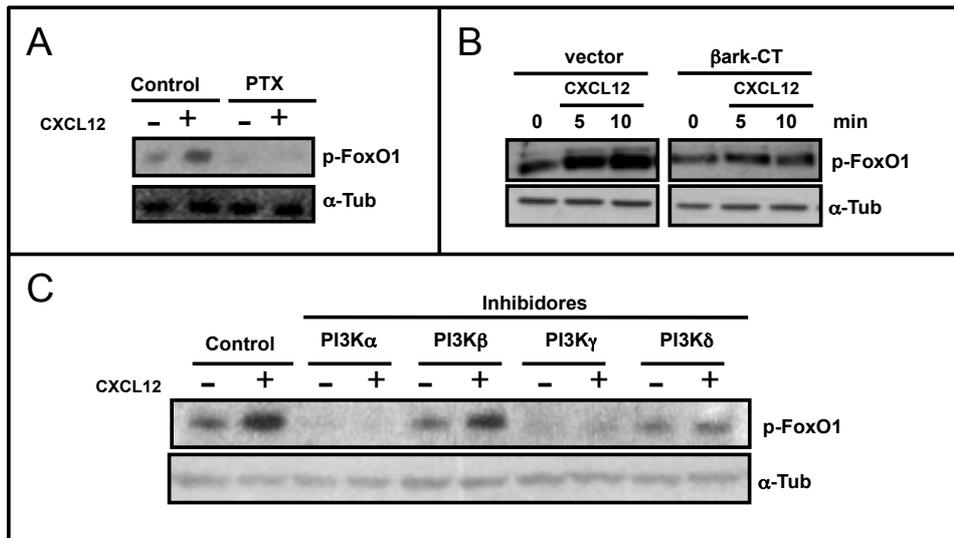 A
Control PTX
CXCL12 – + – +
p-FoxO1
α-Tub
B
vector βark-CT
CXCL12 CXCL12
0 5 10 0 5 10 min
p-FoxO1
α-Tub
C
Inhibidores
Control PI3Kα PI3Kβ PI3Kγ PI3Kδ
CXCL12 – + – + – + – + – +
p-FoxO1
α-Tub